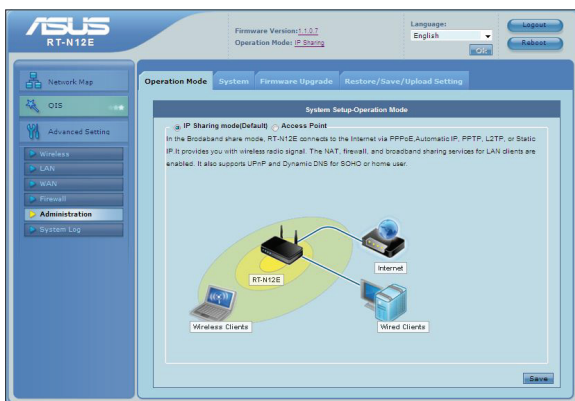 ASUS
RT-N12E
Firmware Version:1.1.0.7
Operation Mode: IP Sharing
Language:
English
OK
Logout
Reboot
Network Map
QIS
Advanced Setting
Wireless
LAN
WAN
Firewall
Administration
System Log
Operation Mode System Firmware Upgrade Restore/Save/Upload Setting
System Setup-Operation Mode
IP Sharing mode(Default) Access Point
In the Brodaband share mode, RT-N12E connects to the Internet via PPPoE,Automatic IP, PPTP, L2TP, or Static
IP.It provides you with wireless radio signal. The NAT, firewall, and broadband sharing services for LAN clients are
enabled. It also supports UPnP and Dynamic DNS for SOHO or home user.
Internet
RT-N12E
Wireless Clients
Wired Clients
Save